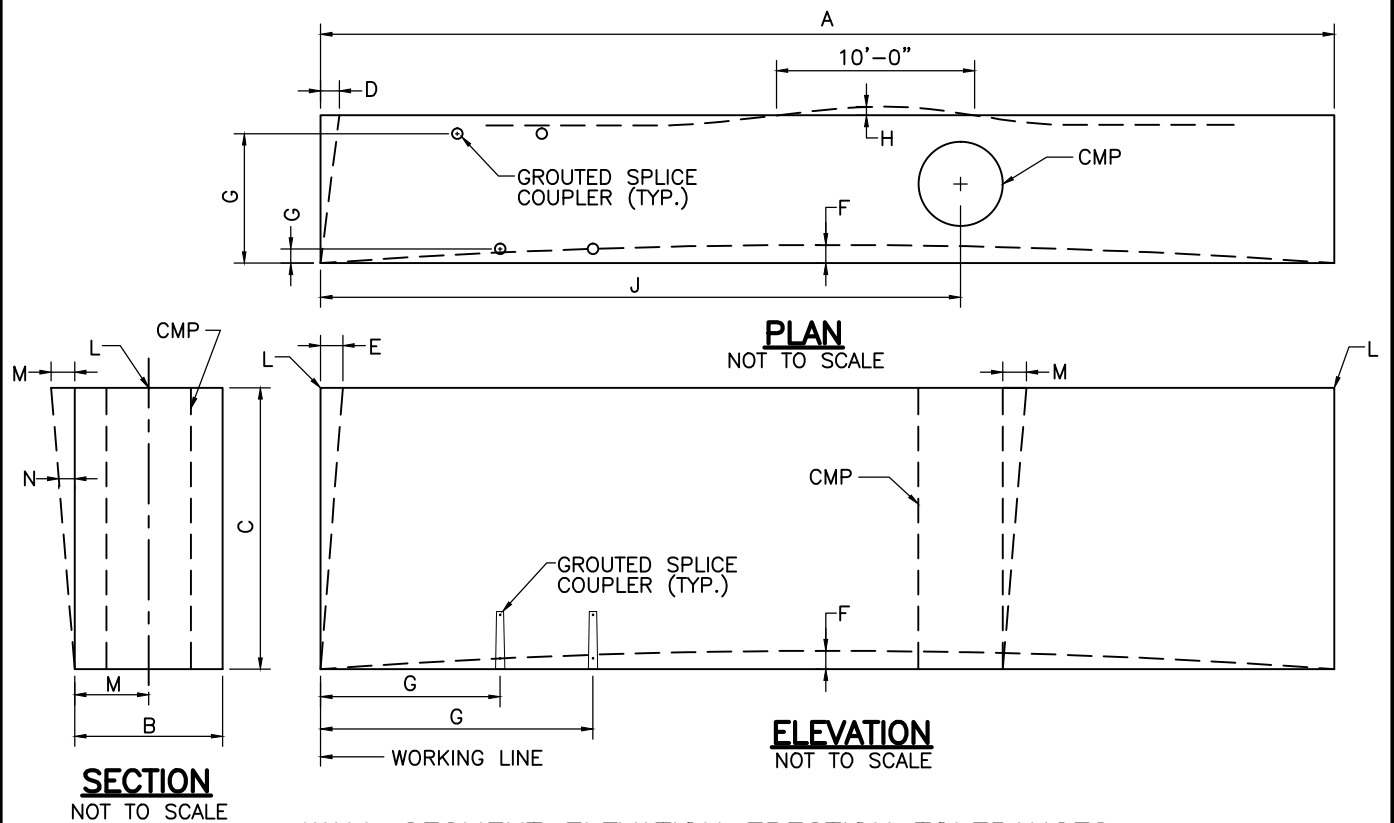 A
10'-0"
D
H
CMP
GROUTED SPLICE
COUPLER (TYP.)
G
G
F
J
PLAN
NOT TO SCALE
CMP
L
M
E
L
M
L
N
C
CMP
GROUTED SPLICE
COUPLER (TYP.)
F
M
B
G
G
WORKING LINE
ELEVATION
NOT TO SCALE
SECTION
NOT TO SCALE